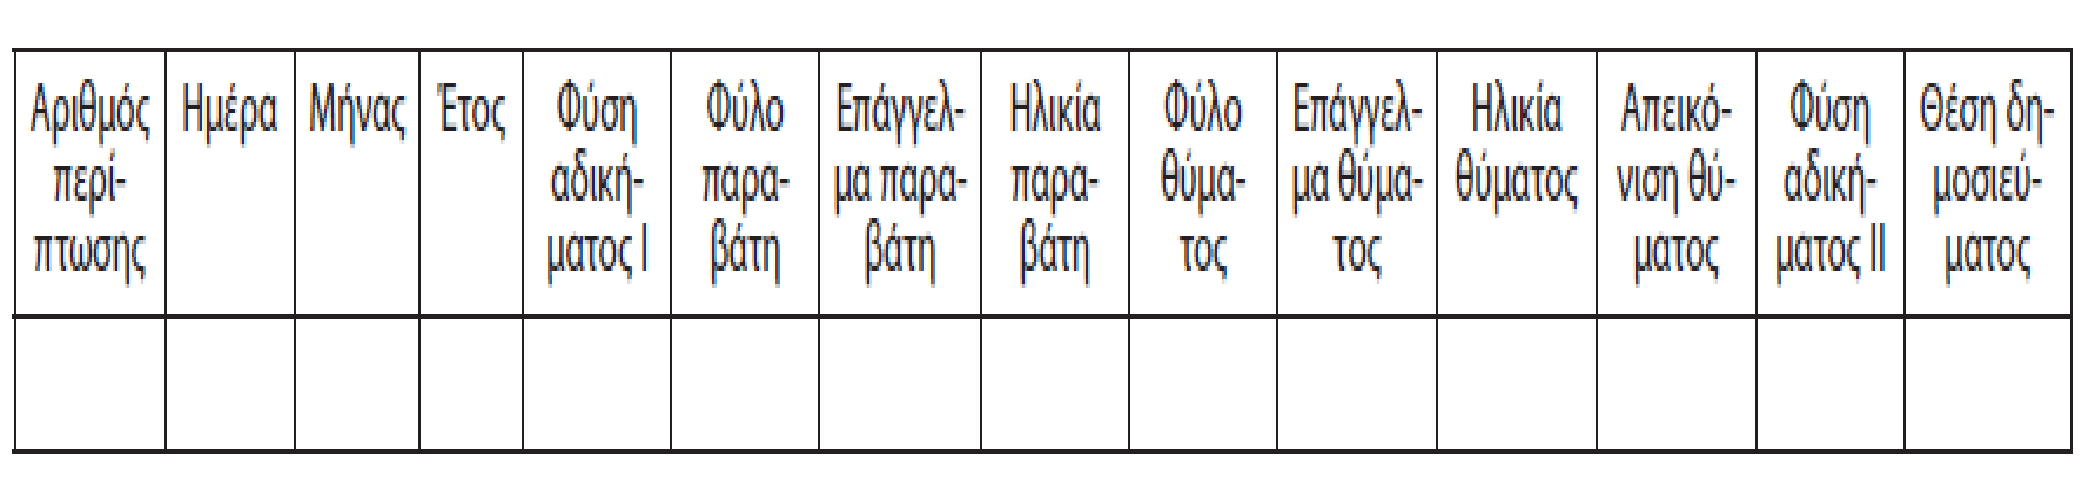 Αριθμός περί-πτωσης
Ημέρα
Μήνας
Έτος
Φύση αδική-ματος I
Φύλο παρα-βάτη
Επάγγελ-μα παρα-βάτη
Ηλικία παρα-βάτη
Φύλο θύμα-τος
Επάγγελ-μα θύμα-τος
Ηλικία θύματος
Απεικό-νιση θύ-ματος
Φύση αδική-ματος II
Θέση δη-μοσιεύ-ματος